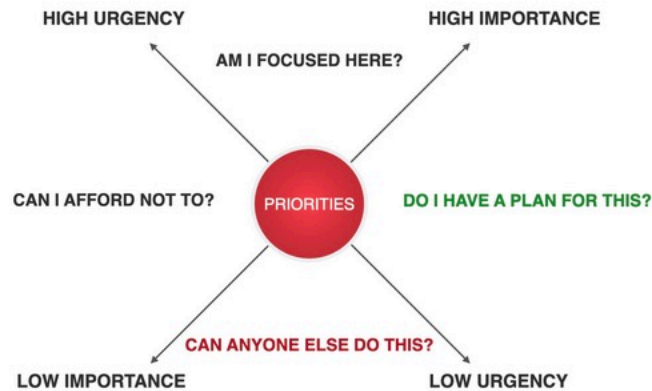 HIGH URGENCY
HIGH IMPORTANCE
AM I FOCUSED HERE?
CAN I AFFORD NOT TO?
PRIORITIES
DO I HAVE A PLAN FOR THIS?
CAN ANYONE ELSE DO THIS?
LOW IMPORTANCE
LOW URGENCY